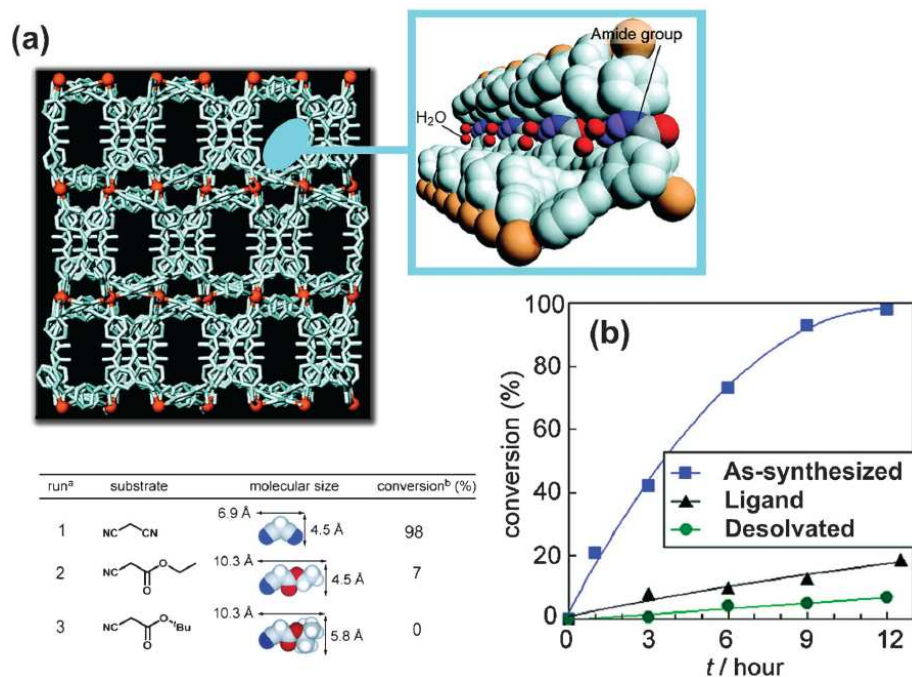 (a)
Amide group
H₂O
runᵃ substrate molecular size conversionᵇ (%)
1 NC CN 6.9 Å 4.5 Å 98
2 NC O O 10.3 Å 4.5 Å 7
3 NC O O ᵗBu 10.3 Å 5.8 Å 0
(b)
conversion (%)
100
80
60
40
20
0
As-synthesized
Ligand
Desolvated
0 3 6 9 12
t / hour